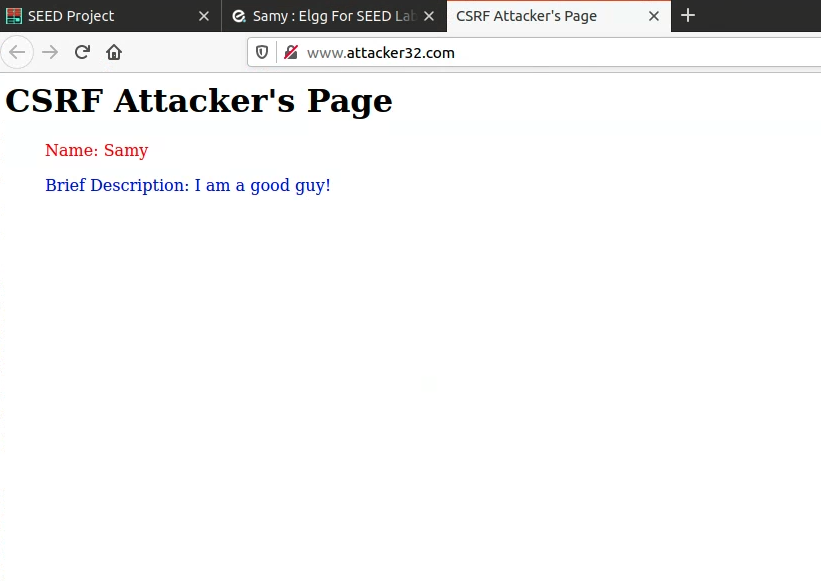 SEED Project
Samy : Elgg For SEED Lab
CSRF Attacker's Page
www.attacker32.com
CSRF Attacker's Page
Name: Samy
Brief Description: I am a good guy!